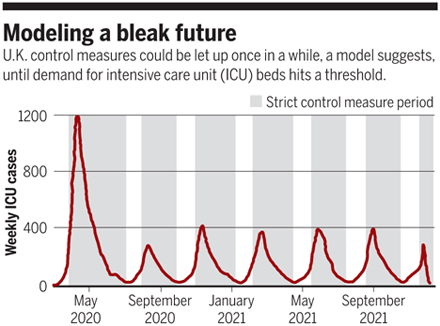 Modeling a bleak future
U.K. control measures could be let up once in a while, a model suggests,
until demand for intensive care unit (ICU) beds hits a threshold.
Strict control measure period
Weekly ICU cases
1200
800
400
0
May
2020
September
2020
January
2021
May
2021
September
2021